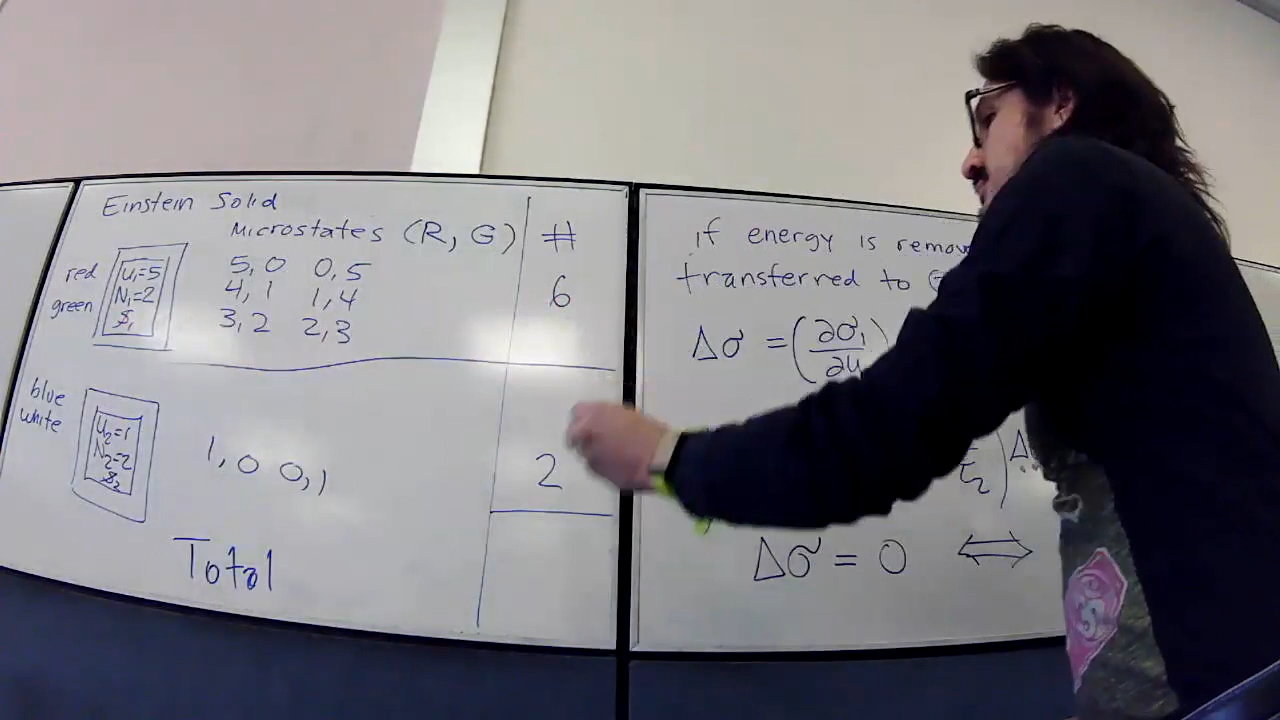 Einstein Solid
Microstates (R, G) #
red
green
U₁=5
N₁=2
5, 0 0, 5
4, 1 1, 4
3, 2 2, 3
6
blue
white
U₂=1
N₂=2
1, 0 0, 1
2
Total
if energy is remov
transferred to
Δσ = (∂σ₁/∂u
Δσ = 0 ⟺